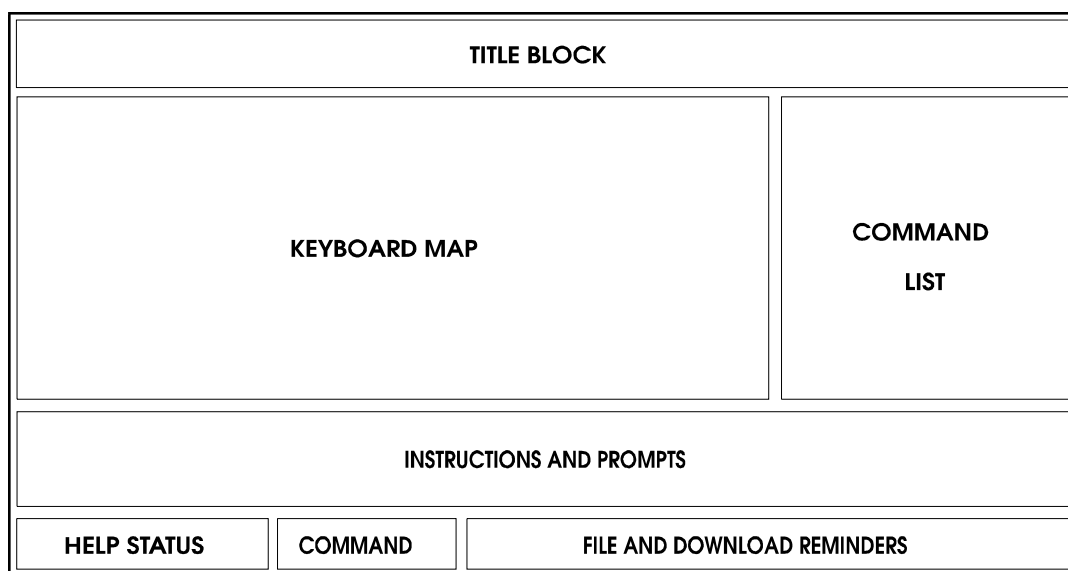 TITLE BLOCK
KEYBOARD MAP
COMMAND
LIST
INSTRUCTIONS AND PROMPTS
HELP STATUS
COMMAND
FILE AND DOWNLOAD REMINDERS